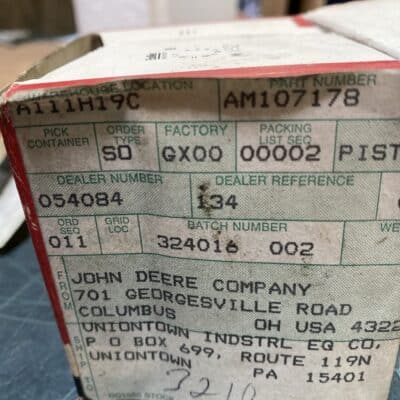 WAREHOUSE LOCATION PART NUMBER
A111H19C AM107178
PICK CONTAINER ORDER TYPE FACTORY PACKING LIST SEQ
SO GX00 00002 PIST
DEALER NUMBER DEALER REFERENCE
054084 134
ORD SEQ GRID LOC BATCH NUMBER WE
011 324016 002
FROM JOHN DEERE COMPANY
701 GEORGESVILLE ROAD
COLUMBUS OH USA 4322
SHIP TO UNIONTOWN INDSTRL EQ CO.
P O BOX 699, ROUTE 119N
UNIONTOWN PA 15401
3210